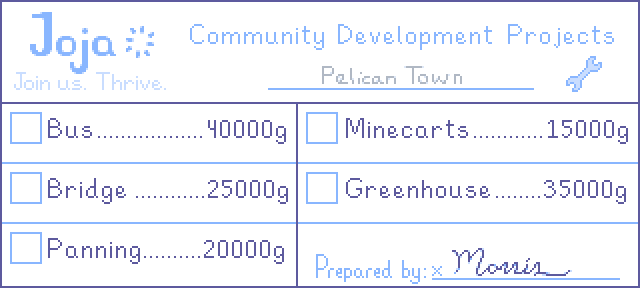 Joja Community Development Projects
Join us. Thrive. Pelican Town
Bus..................40000g
Minecarts............15000g
Bridge ............25000g
Greenhouse........35000g
Panning..........20000g
Prepared by: x Morris